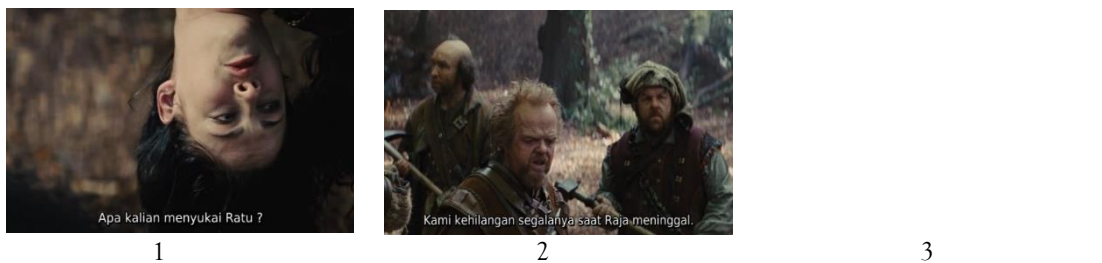 Apa kalian menyukai Ratu ?
Kami kehilangan segalanya saat Raja meninggal.
1
2
3